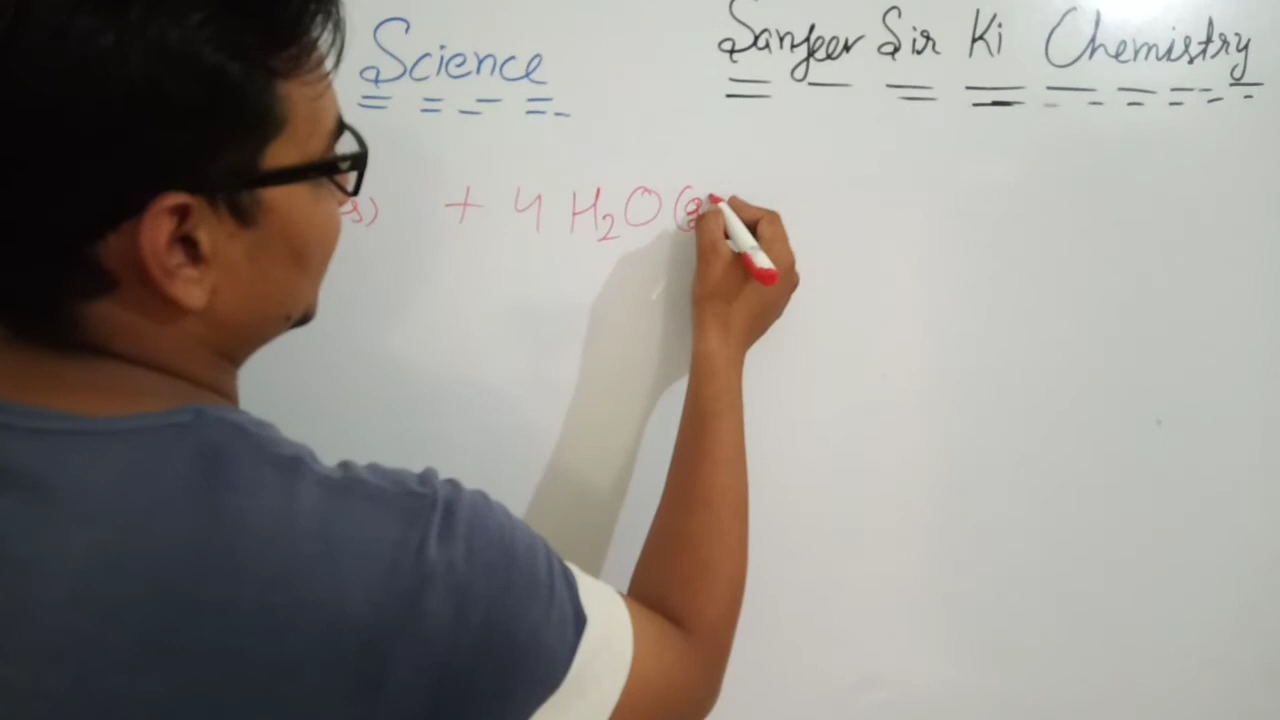 Science
Sanjeev Sir Ki Chemistry
(s) + 4 H₂O (g